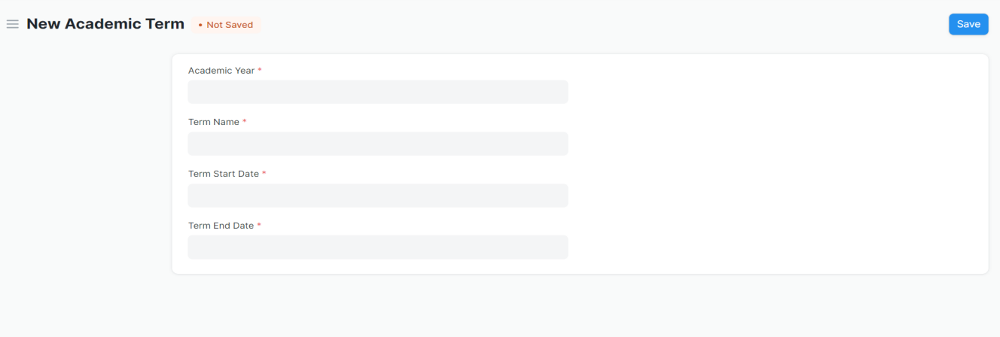 New Academic Term • Not Saved Save
Academic Year *
Term Name *
Term Start Date *
Term End Date *